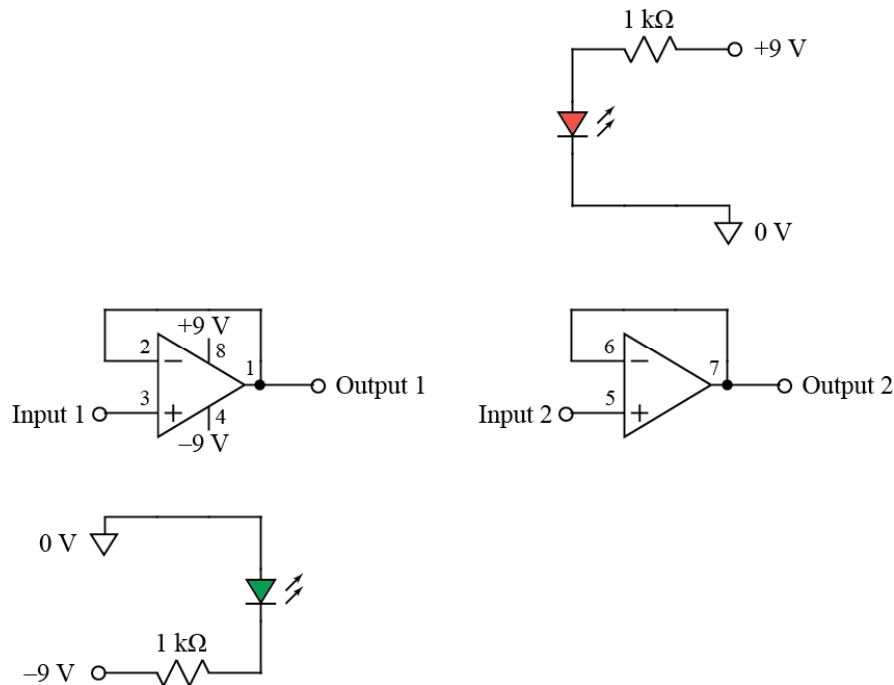 1 kΩ
+9 V
0 V
+9 V
2
8
1
Output 1
3
Input 1
4
–9 V
6
7
Output 2
5
Input 2
0 V
1 kΩ
–9 V